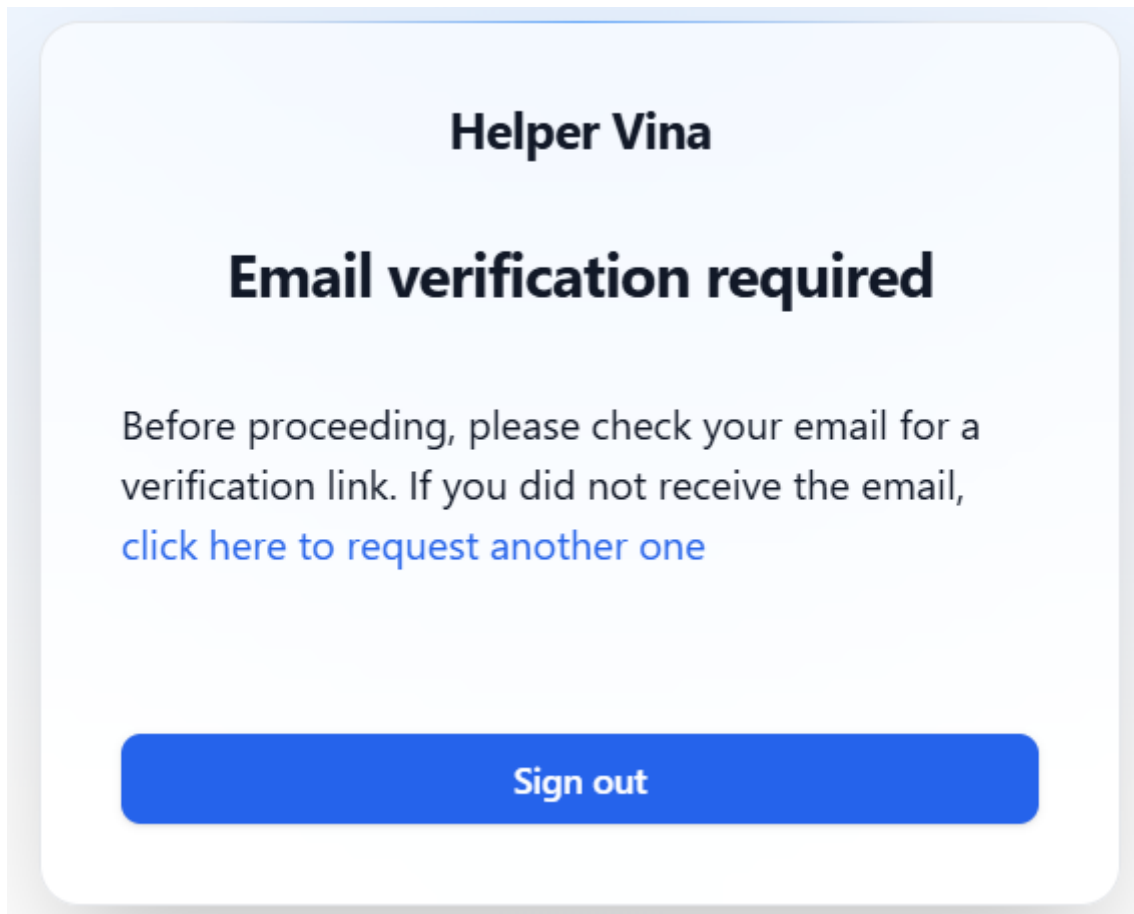 Helper Vina
Email verification required
Before proceeding, please check your email for a
verification link. If you did not receive the email,
click here to request another one
Sign out